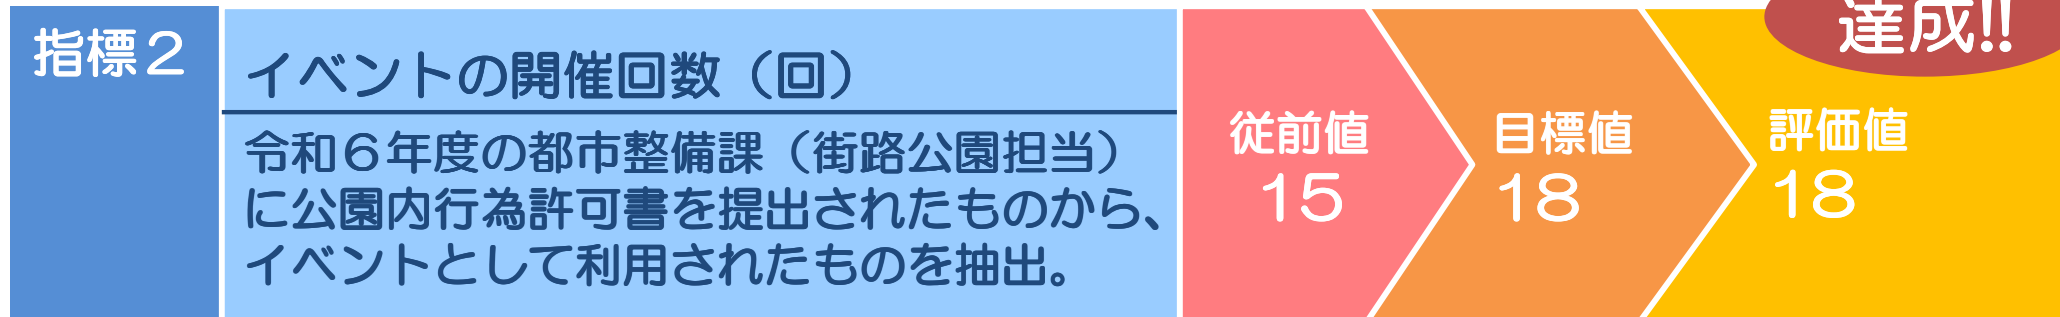 指標２
イベントの開催回数（回）
令和６年度の都市整備課（街路公園担当）
に公園内行為許可書を提出されたものから、
イベントとして利用されたものを抽出。
従前値
15
目標値
18
達成!!
評価値
18